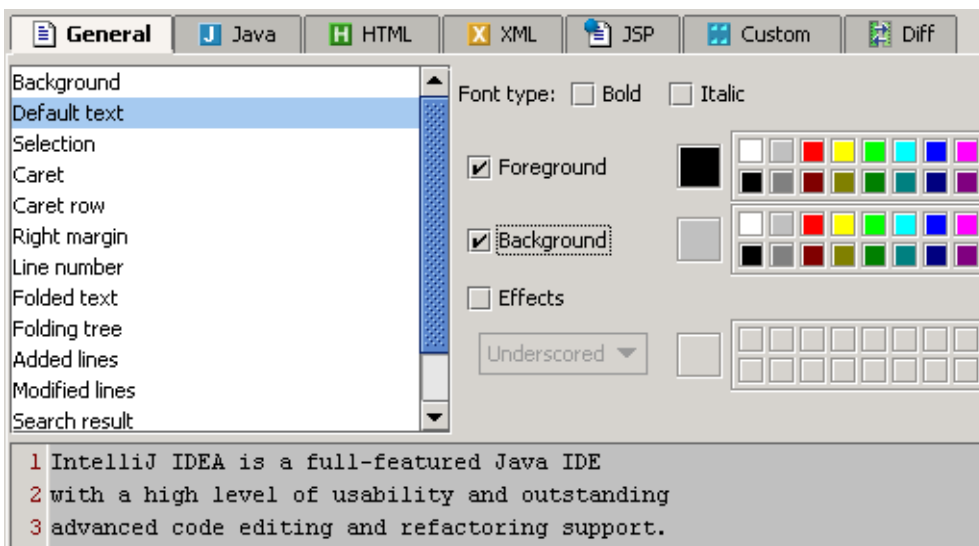 General Java HTML XML JSP Custom Diff
Background
Default text
Selection
Caret
Caret row
Right margin
Line number
Folded text
Folding tree
Added lines
Modified lines
Search result
Font type: Bold Italic
Foreground
Background
Effects
Underscored
1 IntelliJ IDEA is a full-featured Java IDE
2 with a high level of usability and outstanding
3 advanced code editing and refactoring support.